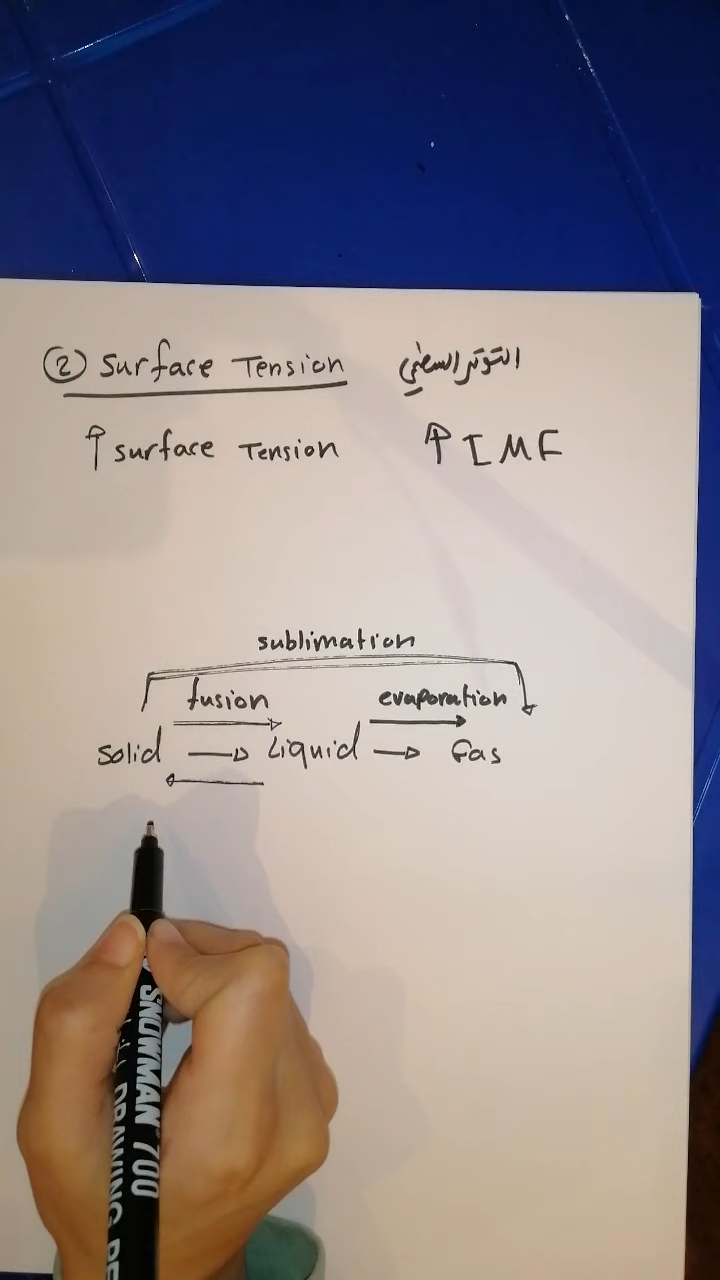 ② Surface Tension التوتر السطحي
↑ surface Tension ↑ IMF
sublimation
fusion evaporation
Solid → Liquid → Gas
SNOWMAN 700
DRAWING PE